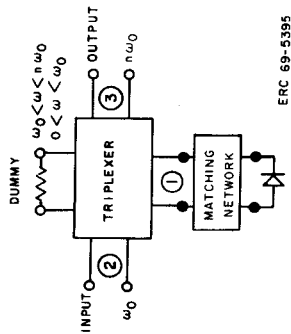 DUMMY
ω₀ < ω < nω₀
0 < ω < ω₀
INPUT
②
ω₀
TRIPLEXER
OUTPUT
③
nω₀
①
MATCHING
NETWORK
ERC 69-5395